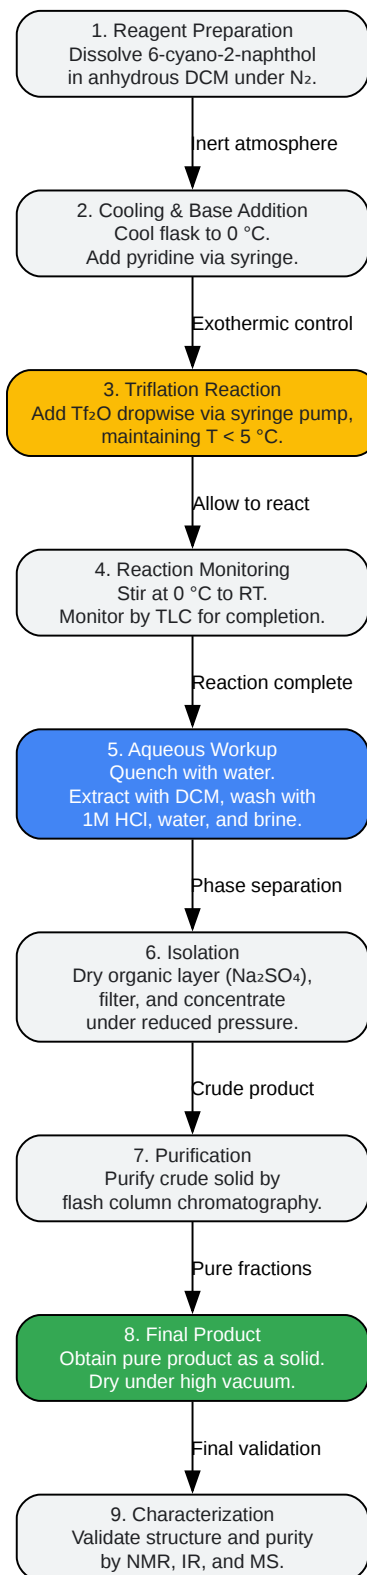 1. Reagent Preparation
Dissolve 6-cyano-2-naphthol
in anhydrous DCM under N₂.
Inert atmosphere
2. Cooling & Base Addition
Cool flask to 0 °C.
Add pyridine via syringe.
Exothermic control
3. Triflation Reaction
Add Tf₂O dropwise via syringe pump,
maintaining T < 5 °C.
Allow to react
4. Reaction Monitoring
Stir at 0 °C to RT.
Monitor by TLC for completion.
Reaction complete
5. Aqueous Workup
Quench with water.
Extract with DCM, wash with
1M HCl, water, and brine.
Phase separation
6. Isolation
Dry organic layer (Na₂SO₄),
filter, and concentrate
under reduced pressure.
Crude product
7. Purification
Purify crude solid by
flash column chromatography.
Pure fractions
8. Final Product
Obtain pure product as a solid.
Dry under high vacuum.
Final validation
9. Characterization
Validate structure and purity
by NMR, IR, and MS.